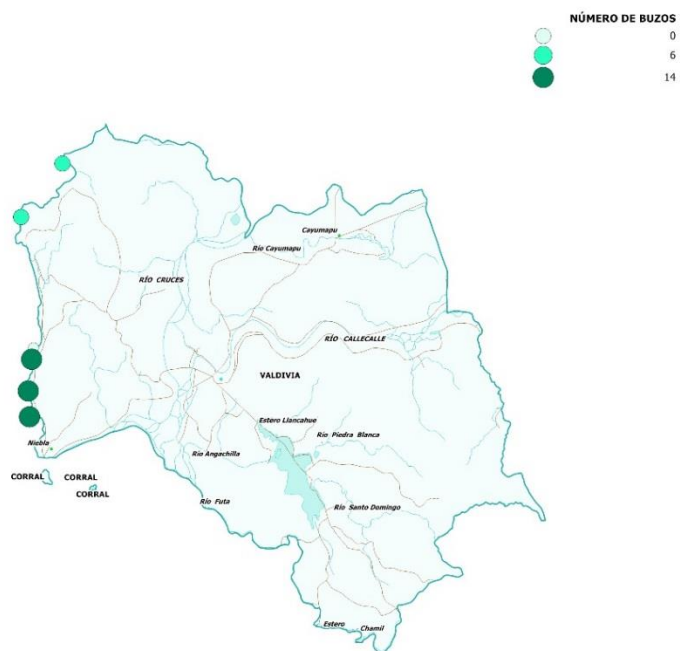 NÚMERO DE BUZOS
0
6
14
Cayumapu
Río Cayumapu
RÍO CRUCES
RÍO CALLECALLE
VALDIVIA
Estero Llancahue
Río Piedra Blanca
Niebla
Río Angachilla
CORRAL
CORRAL
CORRAL
Río Futa
Río Santo Domingo
Estero Chamil